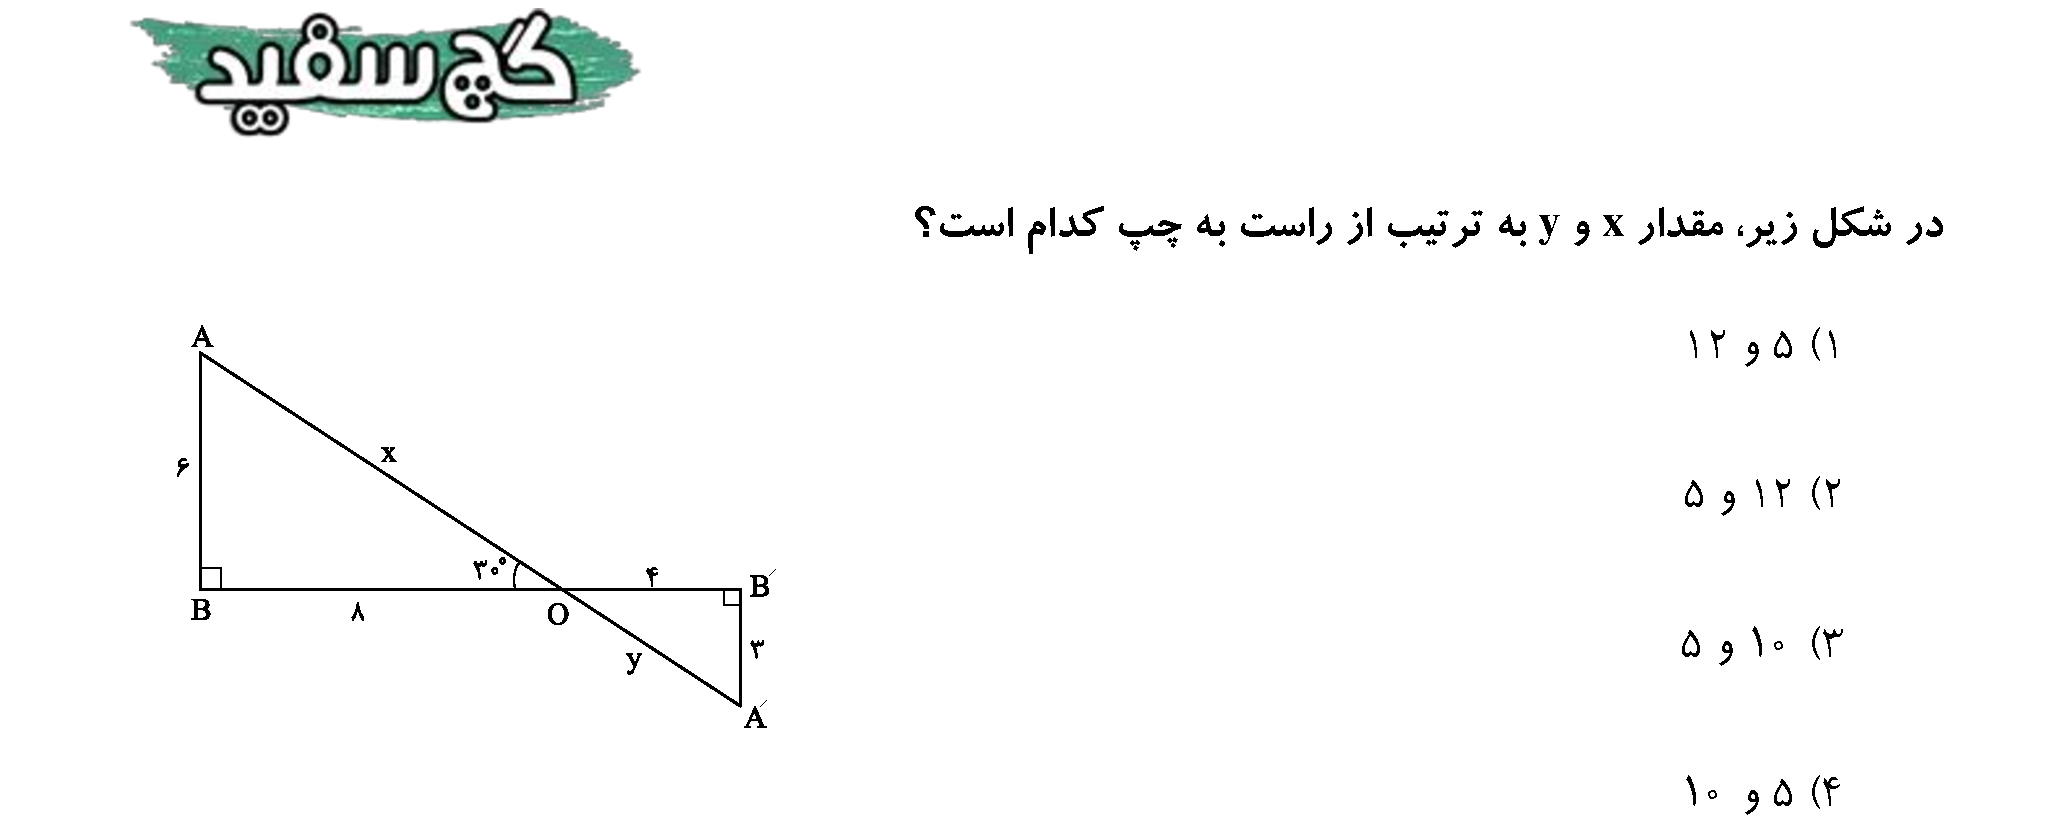 گچ سفید
در شکل زیر، مقدار x و y به ترتیب از راست به چپ کدام است؟
۱) ۵ و ۱۲
۲) ۱۲ و ۵
۳) ۱۰ و ۵
۴) ۵ و ۱۰
A
x
۶
۳۰°
۴
B′
B
۸
O
۳
y
A′